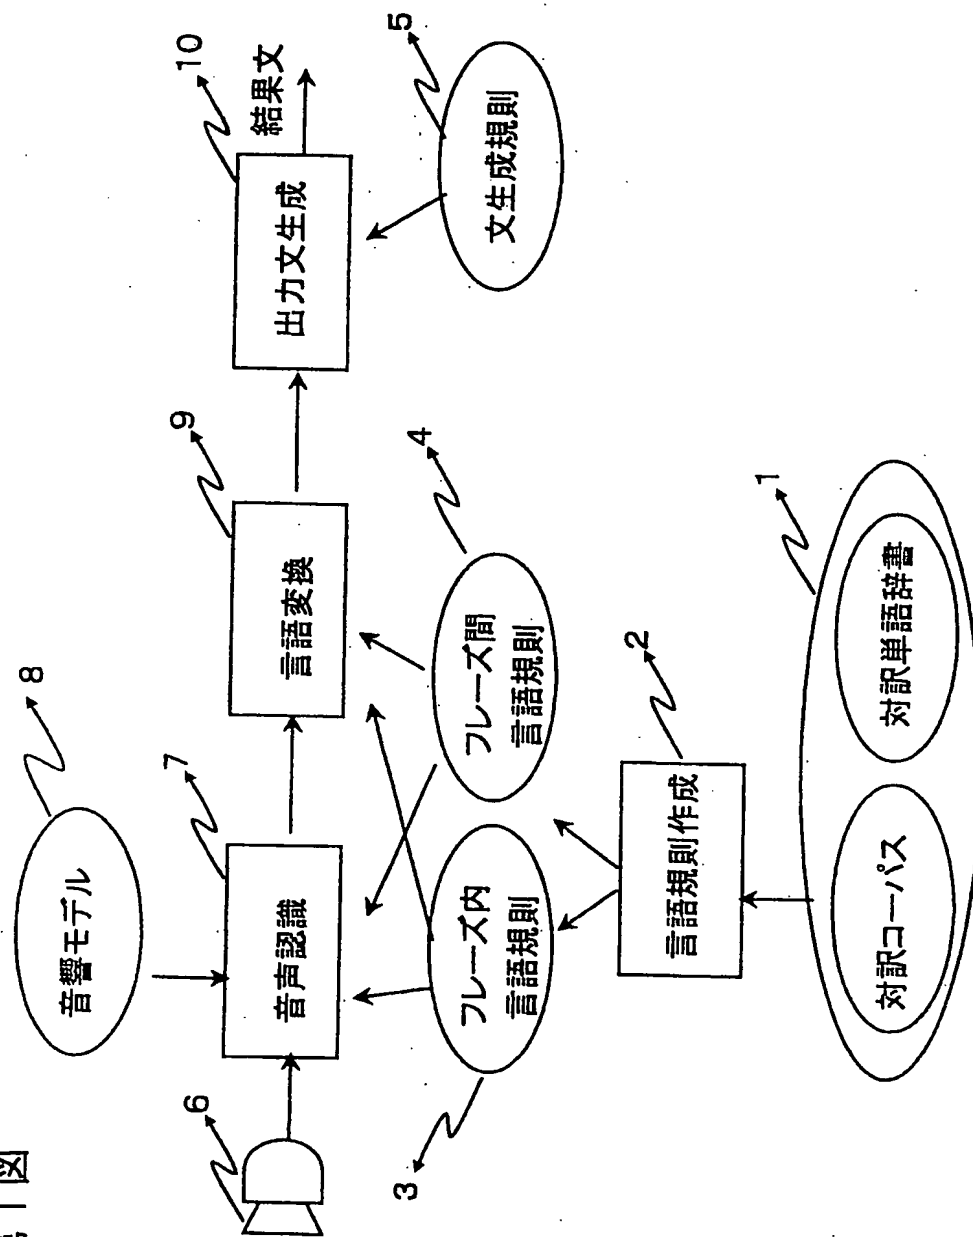 第1図
8
音響モデル
6
7
音声認識
9
言語変換
10
出力文生成
結果文
3
フレーズ内
言語規則
4
フレーズ間
言語規則
5
文生成規則
2
言語規則作成
1
対訳コーパス
対訳単語辞書